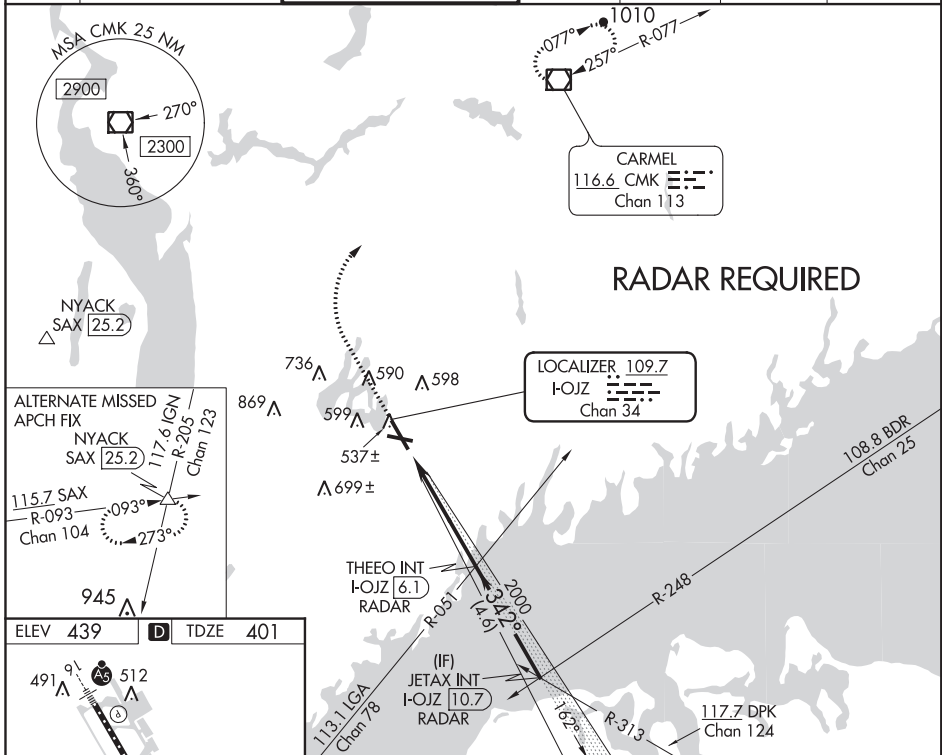 MSA CMK 25 NM
2900
270°
2300
360°
1010
077°
257°
R-077
CARMEL
116.6 CMK
Chan 113
RADAR REQUIRED
NYACK
SAX 25.2
736
590
598
869
599
537±
699±
LOCALIZER 109.7
I-OJZ
Chan 34
ALTERNATE MISSED
APCH FIX
NYACK
SAX 25.2
117.6 IGN
R-205
Chan 123
115.7 SAX
R-093
Chan 104
093°
273°
945
108.8 BDR
Chan 25
R-248
THEEO INT
I-OJZ 6.1
RADAR
R-051
2000
342°
(4.6)
(IF)
JETAX INT
I-OJZ 10.7
RADAR
113.1 LGA
Chan 78
162°
R-313
117.7 DPK
Chan 124
ELEV 439
D
TDZE 401
491
16
A5
512